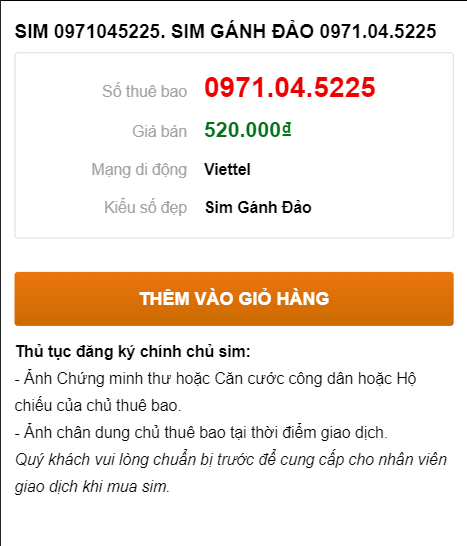 SIM 0971045225. SIM GÁNH ĐẢO 0971.04.5225
Số thuê bao 0971.04.5225
Giá bán 520.000₫
Mạng di động Viettel
Kiểu số đẹp Sim Gánh Đảo
THÊM VÀO GIỎ HÀNG
Thủ tục đăng ký chính chủ sim:
- Ảnh Chứng minh thư hoặc Căn cước công dân hoặc Hộ
chiếu của chủ thuê bao.
- Ảnh chân dung chủ thuê bao tại thời điểm giao dịch.
Quý khách vui lòng chuẩn bị trước để cung cấp cho nhân viên
giao dịch khi mua sim.